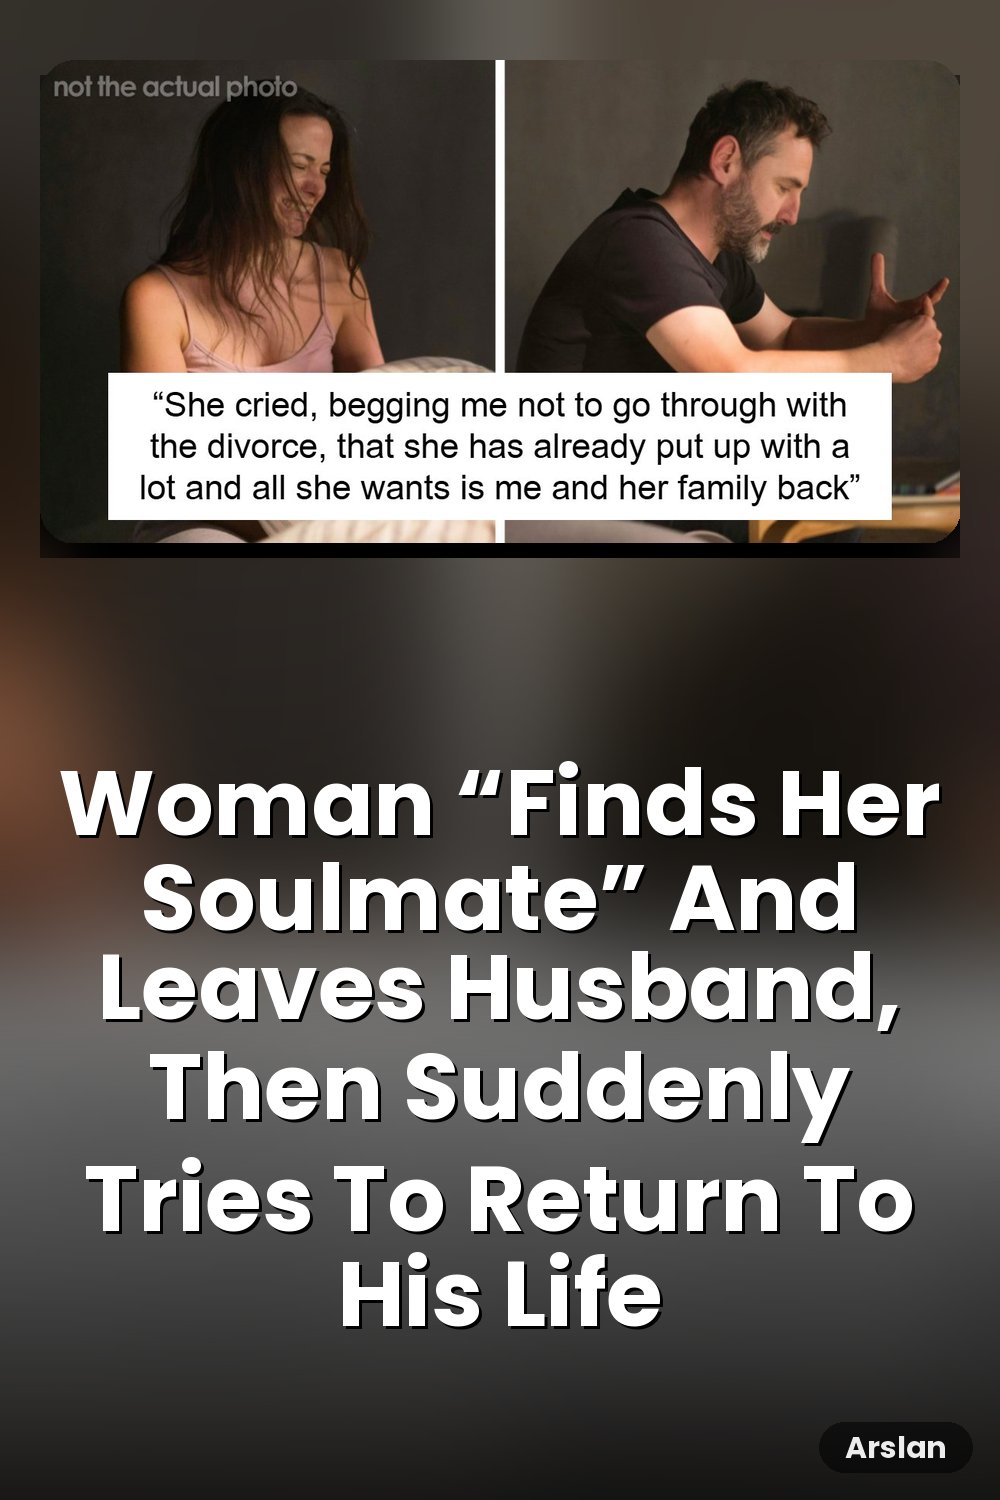 not the actual photo
“She cried, begging me not to go through with
the divorce, that she has already put up with a
lot and all she wants is me and her family back”
Woman “Finds Her
Soulmate” And
Leaves Husband,
Then Suddenly
Tries To Return To
His Life
Arslan